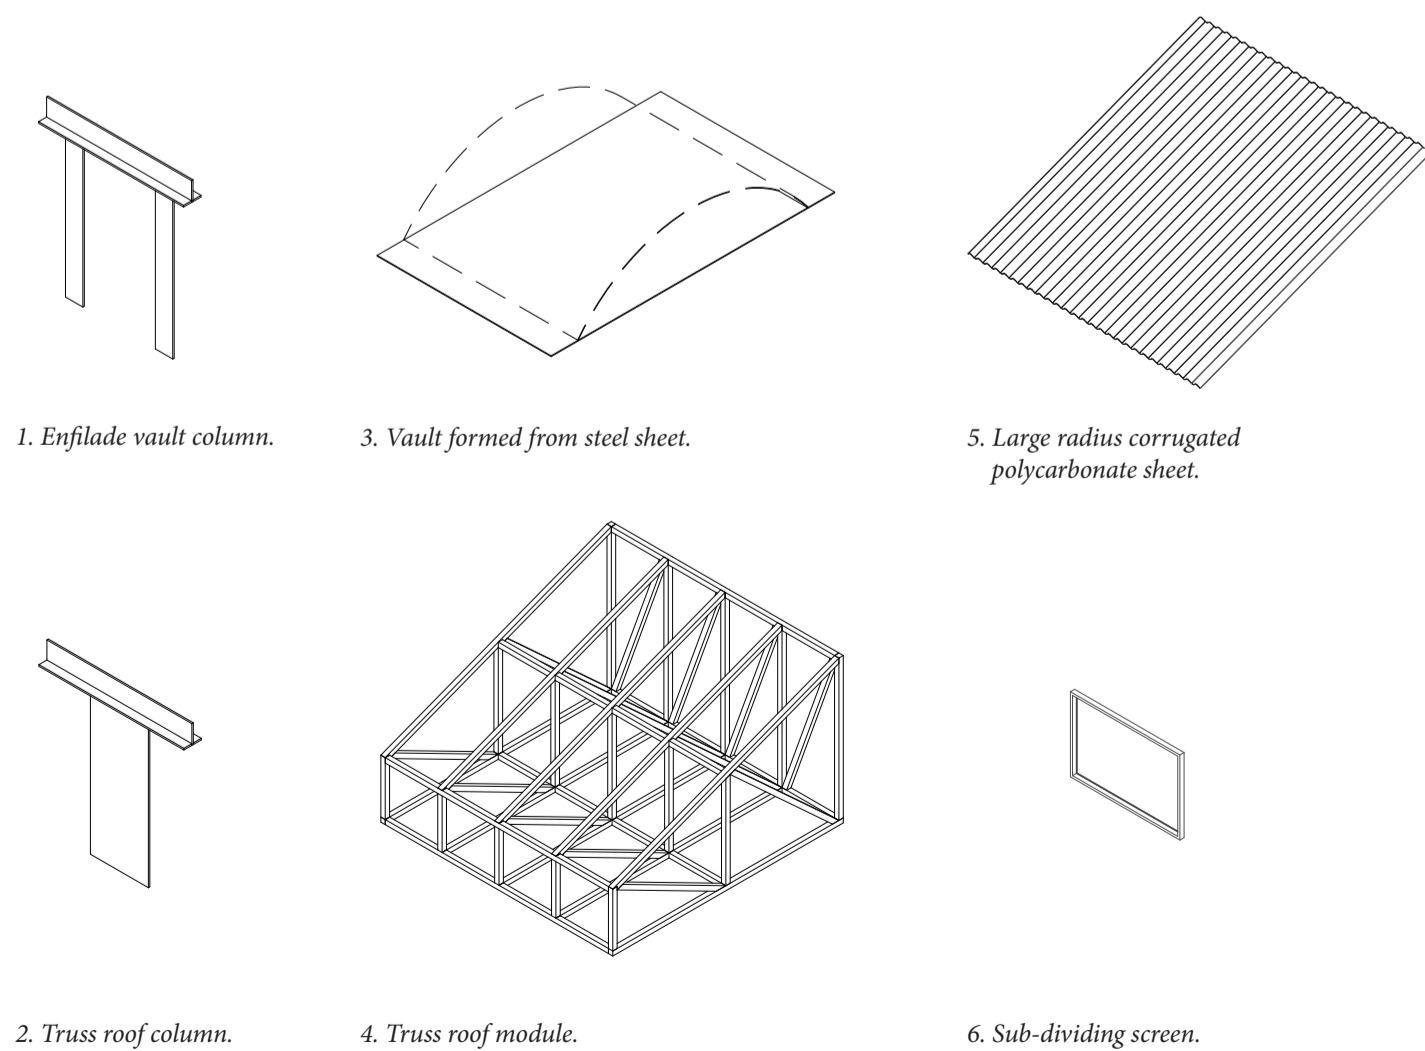 1. Enfilade vault column.
3. Vault formed from steel sheet.
5. Large radius corrugated
polycarbonate sheet.
2. Truss roof column.
4. Truss roof module.
6. Sub-dividing screen.